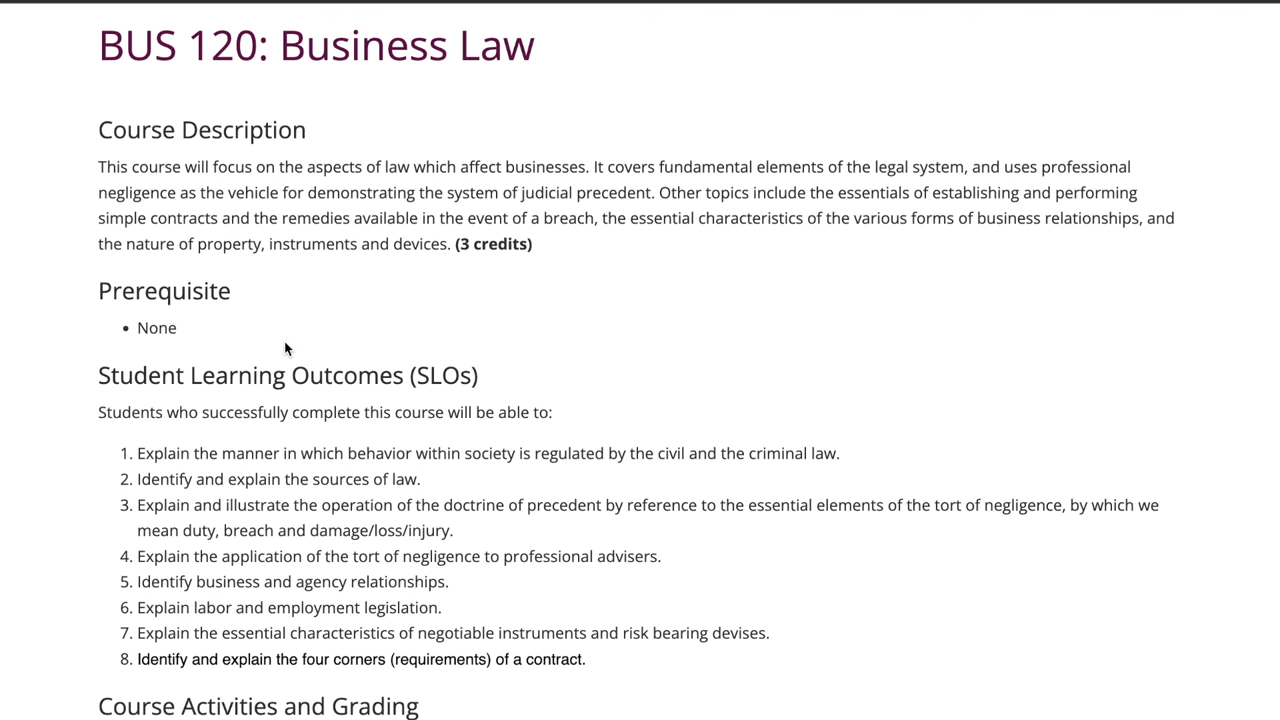 BUS 120: Business Law
Course Description
This course will focus on the aspects of law which affect businesses. It covers fundamental elements of the legal system, and uses professional
negligence as the vehicle for demonstrating the system of judicial precedent. Other topics include the essentials of establishing and performing
simple contracts and the remedies available in the event of a breach, the essential characteristics of the various forms of business relationships, and
the nature of property, instruments and devices. (3 credits)
Prerequisite
• None
Student Learning Outcomes (SLOs)
Students who successfully complete this course will be able to:
1. Explain the manner in which behavior within society is regulated by the civil and the criminal law.
2. Identify and explain the sources of law.
3. Explain and illustrate the operation of the doctrine of precedent by reference to the essential elements of the tort of negligence, by which we
mean duty, breach and damage/loss/injury.
4. Explain the application of the tort of negligence to professional advisers.
5. Identify business and agency relationships.
6. Explain labor and employment legislation.
7. Explain the essential characteristics of negotiable instruments and risk bearing devises.
8. Identify and explain the four corners (requirements) of a contract.
Course Activities and Grading